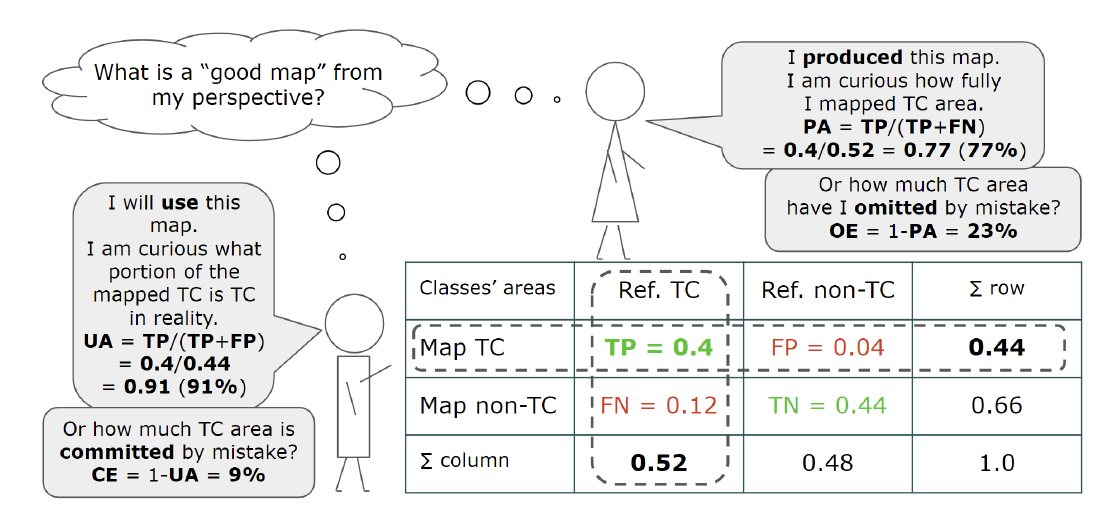 What is a “good map” from
my perspective?
I produced this map.
I am curious how fully
I mapped TC area.
PA = TP/(TP+FN)
= 0.4/0.52 = 0.77 (77%)
Or how much TC area
have I omitted by mistake?
OE = 1-PA = 23%
I will use this
map.
I am curious what
portion of the
mapped TC is TC
in reality.
UA = TP/(TP+FP)
= 0.4/0.44
= 0.91 (91%)
Or how much TC area is
committed by mistake?
CE = 1-UA = 9%
Classes’ areas Ref. TC Ref. non-TC Σ row
Map TC TP = 0.4 FP = 0.04 0.44
Map non-TC FN = 0.12 TN = 0.44 0.66
Σ column 0.52 0.48 1.0